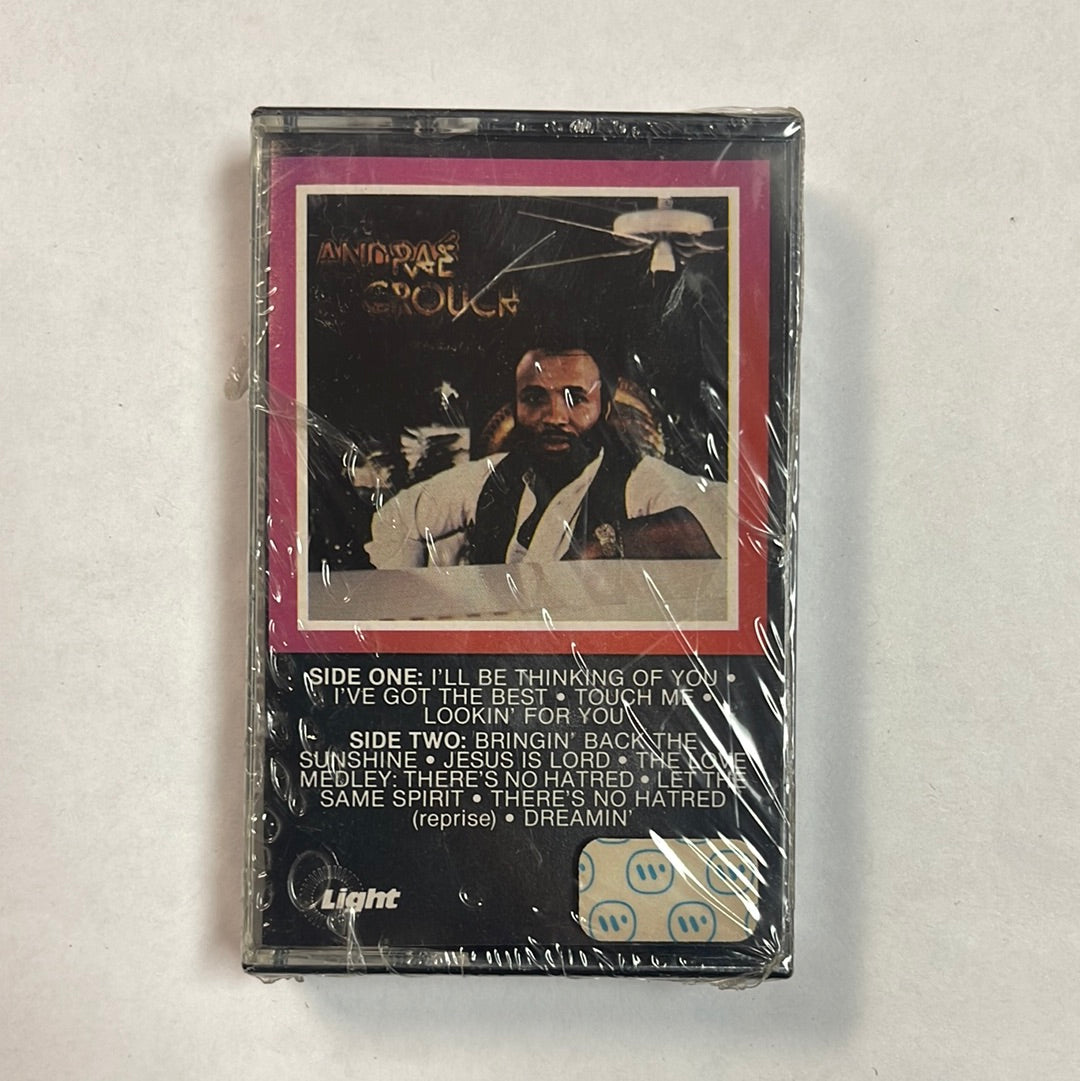 ANDRAÉ
CROUCH
SIDE ONE: I'LL BE THINKING OF YOU •
I'VE GOT THE BEST • TOUCH ME •
LOOKIN' FOR YOU
SIDE TWO: BRINGIN' BACK THE
SUNSHINE • JESUS IS LORD • THE LOVE
MEDLEY: THERE'S NO HATRED • LET THE
SAME SPIRIT • THERE'S NO HATRED
(reprise) • DREAMIN'
Light